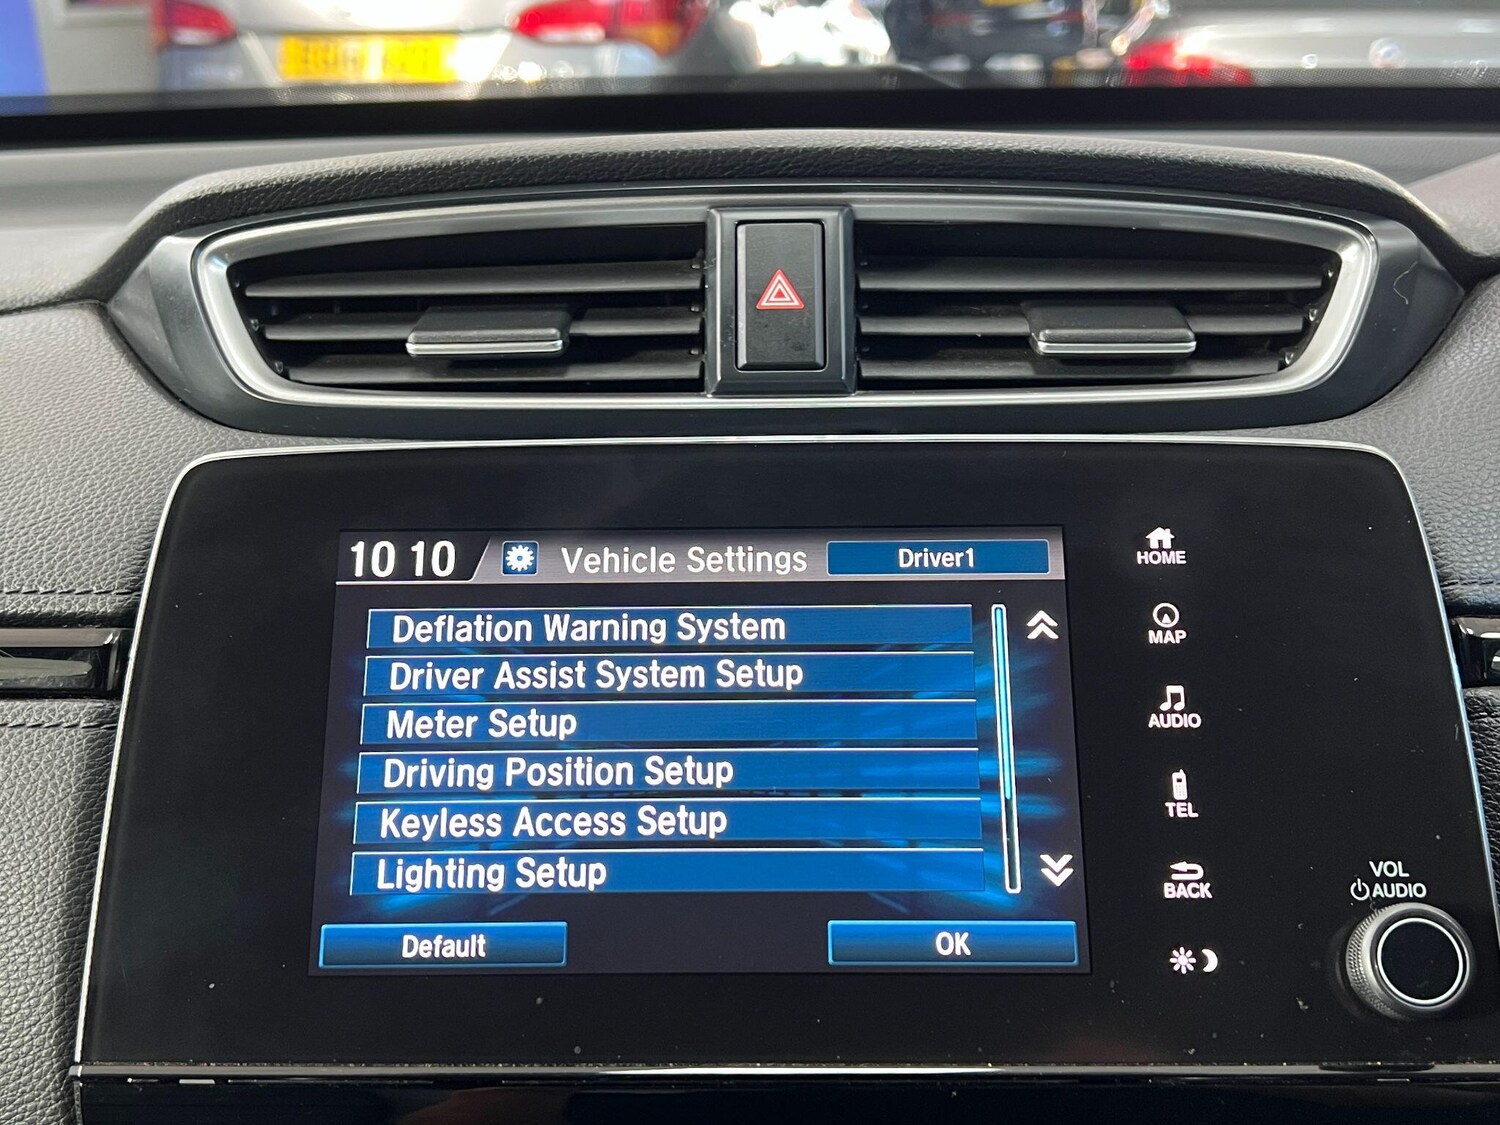 10 10 Vehicle Settings Driver1
Deflation Warning System
Driver Assist System Setup
Meter Setup
Driving Position Setup
Keyless Access Setup
Lighting Setup
Default OK
HOME
MAP
AUDIO
TEL
BACK
VOL
AUDIO